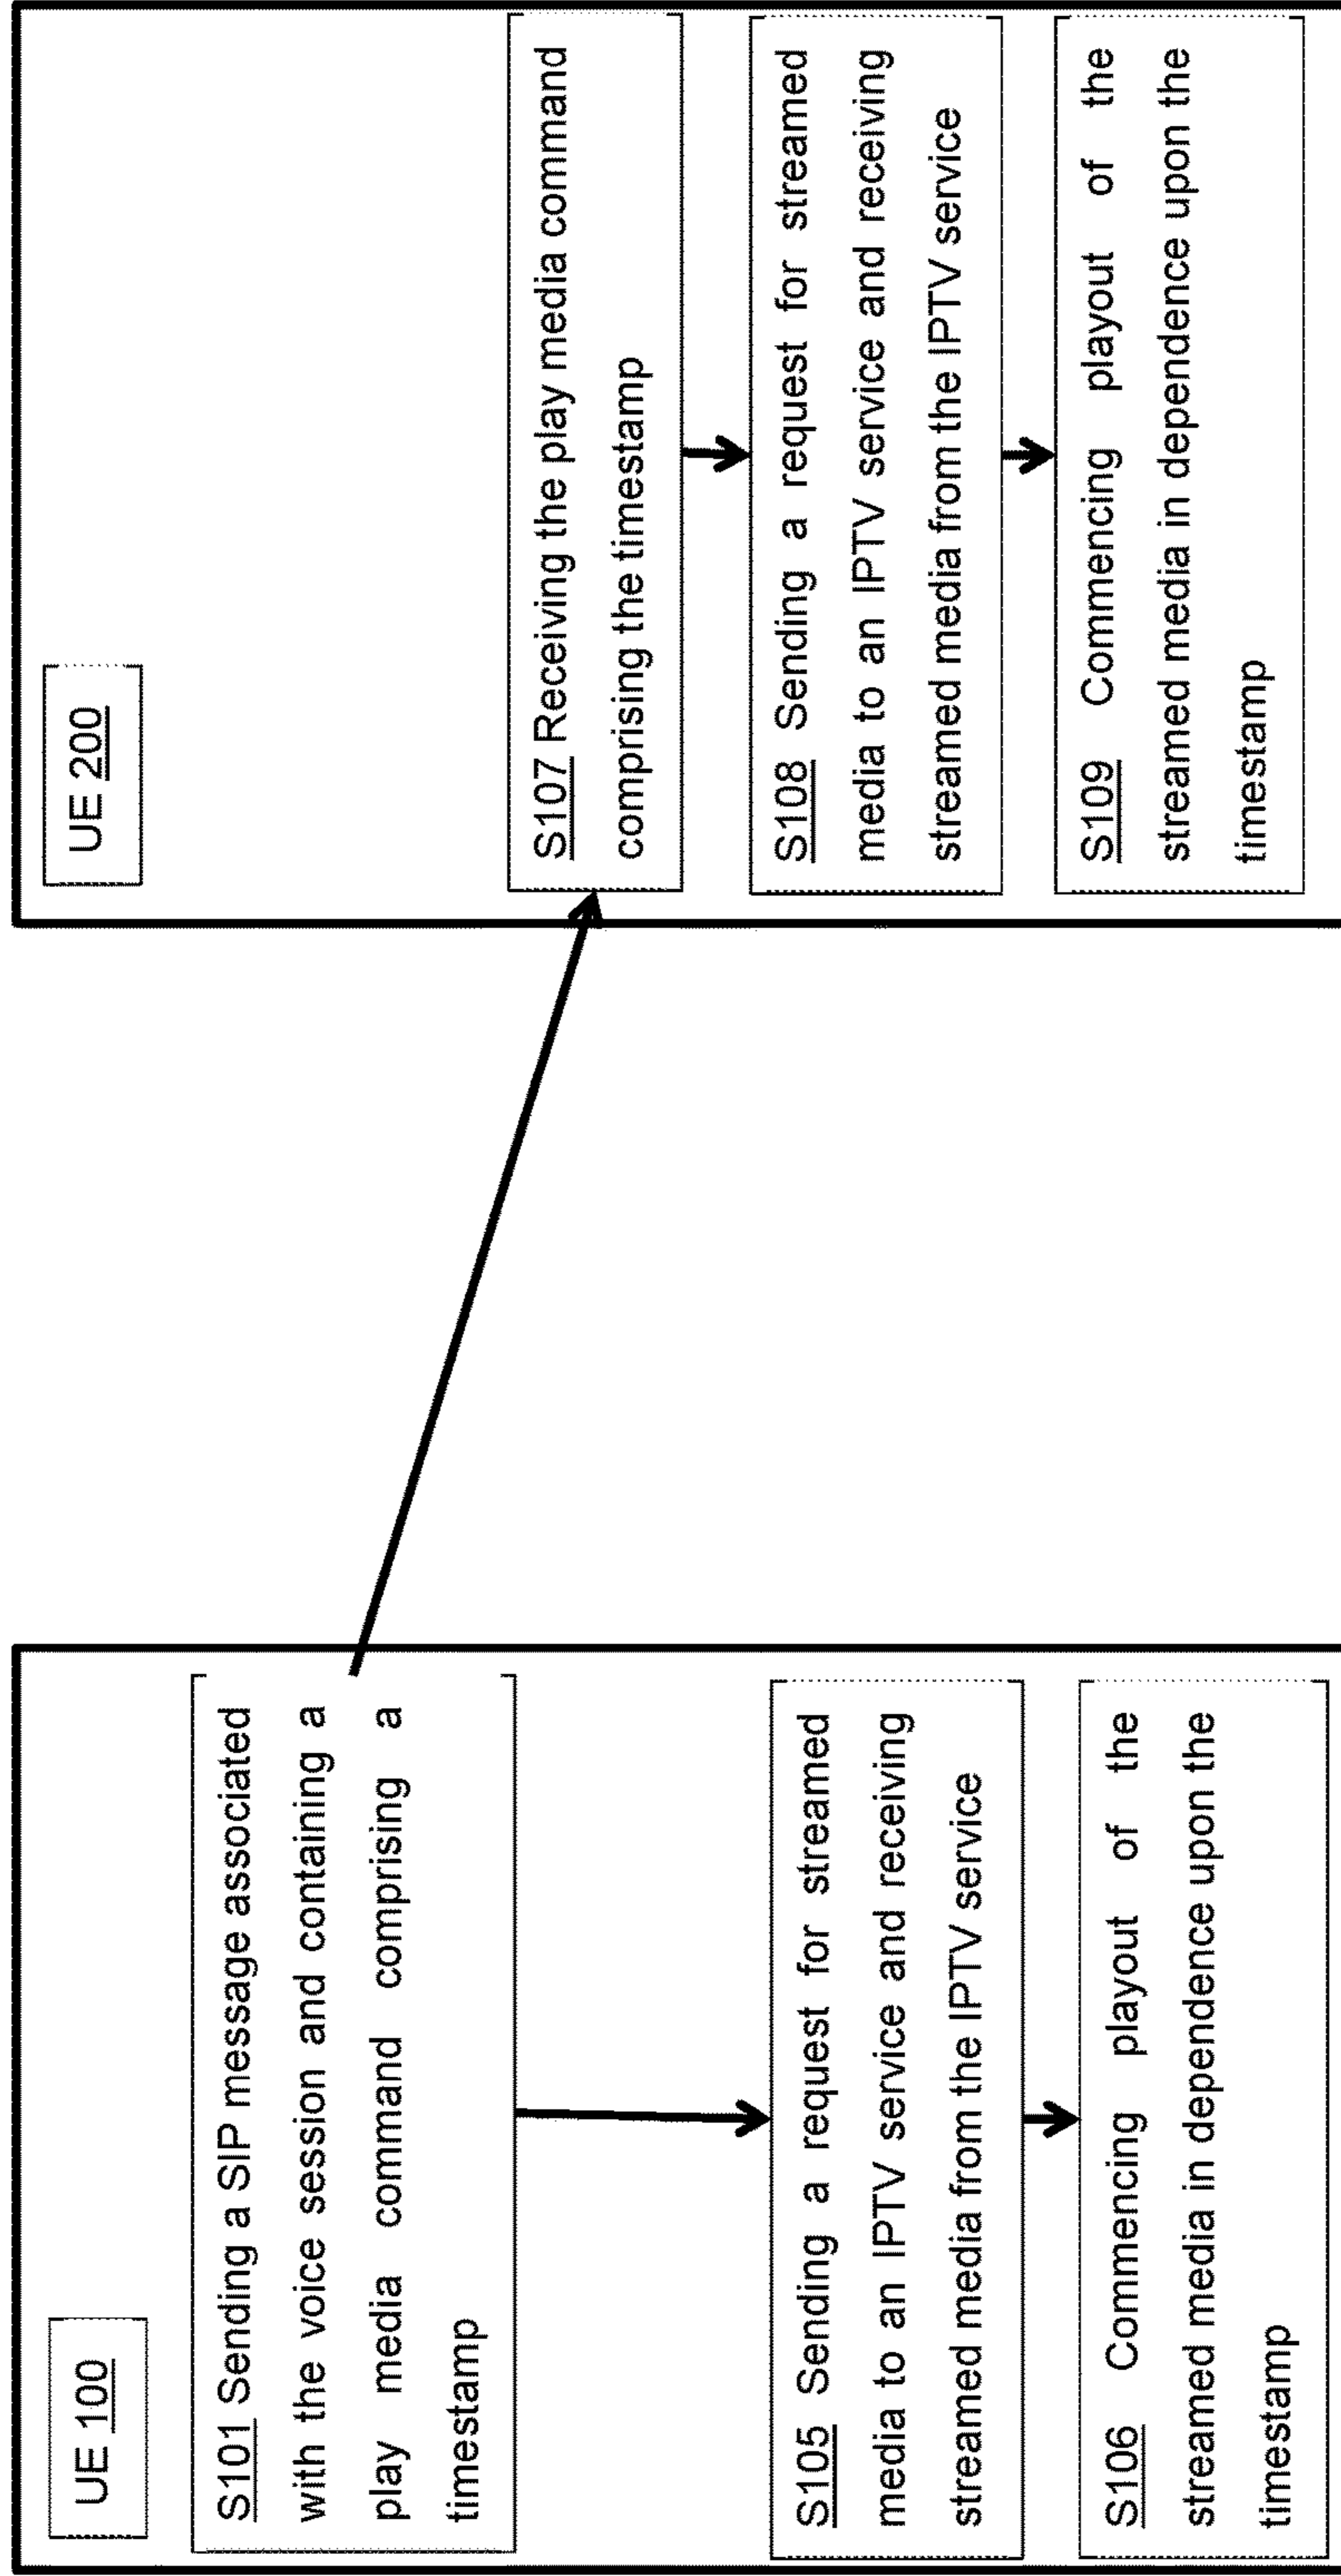 UE 100
S101 Sending a SIP message associated
with the voice session and containing a
play media command comprising a
timestamp
S105 Sending a request for streamed
media to an IPTV service and receiving
streamed media from the IPTV service
S106 Commencing playout of the
streamed media in dependence upon the
timestamp
UE 200
S107 Receiving the play media command
comprising the timestamp
S108 Sending a request for streamed
media to an IPTV service and receiving
streamed media from the IPTV service
S109 Commencing playout of the
streamed media in dependence upon the
timestamp